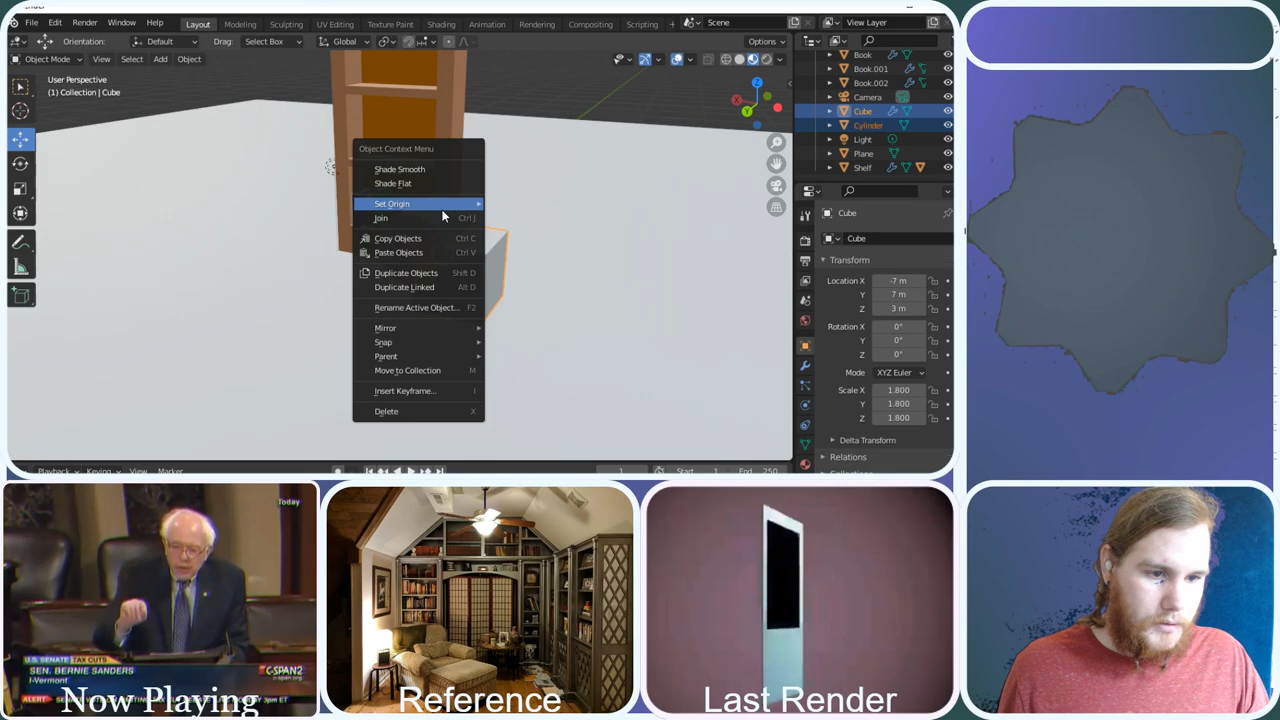 File Edit Render Window Help
Layout Modeling Sculpting UV Editing Texture Paint Shading Animation Rendering Compositing Scripting Scene View Layer
Orientation: Default Drag: Select Box Global Options
Object Mode View Select Add Object
User Perspective
(1) Collection | Cube
Z
X
Y
Book
Book.001
Book.002
Camera
Cube
Cylinder
Light
Plane
Shelf
Object Context Menu
Shade Smooth
Shade Flat
Set Origin
Join Ctrl J
Copy Objects Ctrl C
Paste Objects Ctrl V
Duplicate Objects Shift D
Duplicate Linked Alt D
Rename Active Object... F2
Mirror
Snap
Parent
Move to Collection M
Insert Keyframe... I
Delete X
Cube
Cube
Transform
Location X -7 m
Y 7 m
Z 3 m
Rotation X 0°
Y 0°
Z 0°
Mode XYZ Euler
Scale X 1.800
Y 1.800
Z 1.800
Delta Transform
Relations
Playback Keying View Marker 1 Start 1 End 250
Today
U.S. SENATE TAX CUTS
SEN. BERNIE SANDERS
I-Vermont
C-SPAN2
c-span.org
ALERT
Now Playing
Reference
Last Render